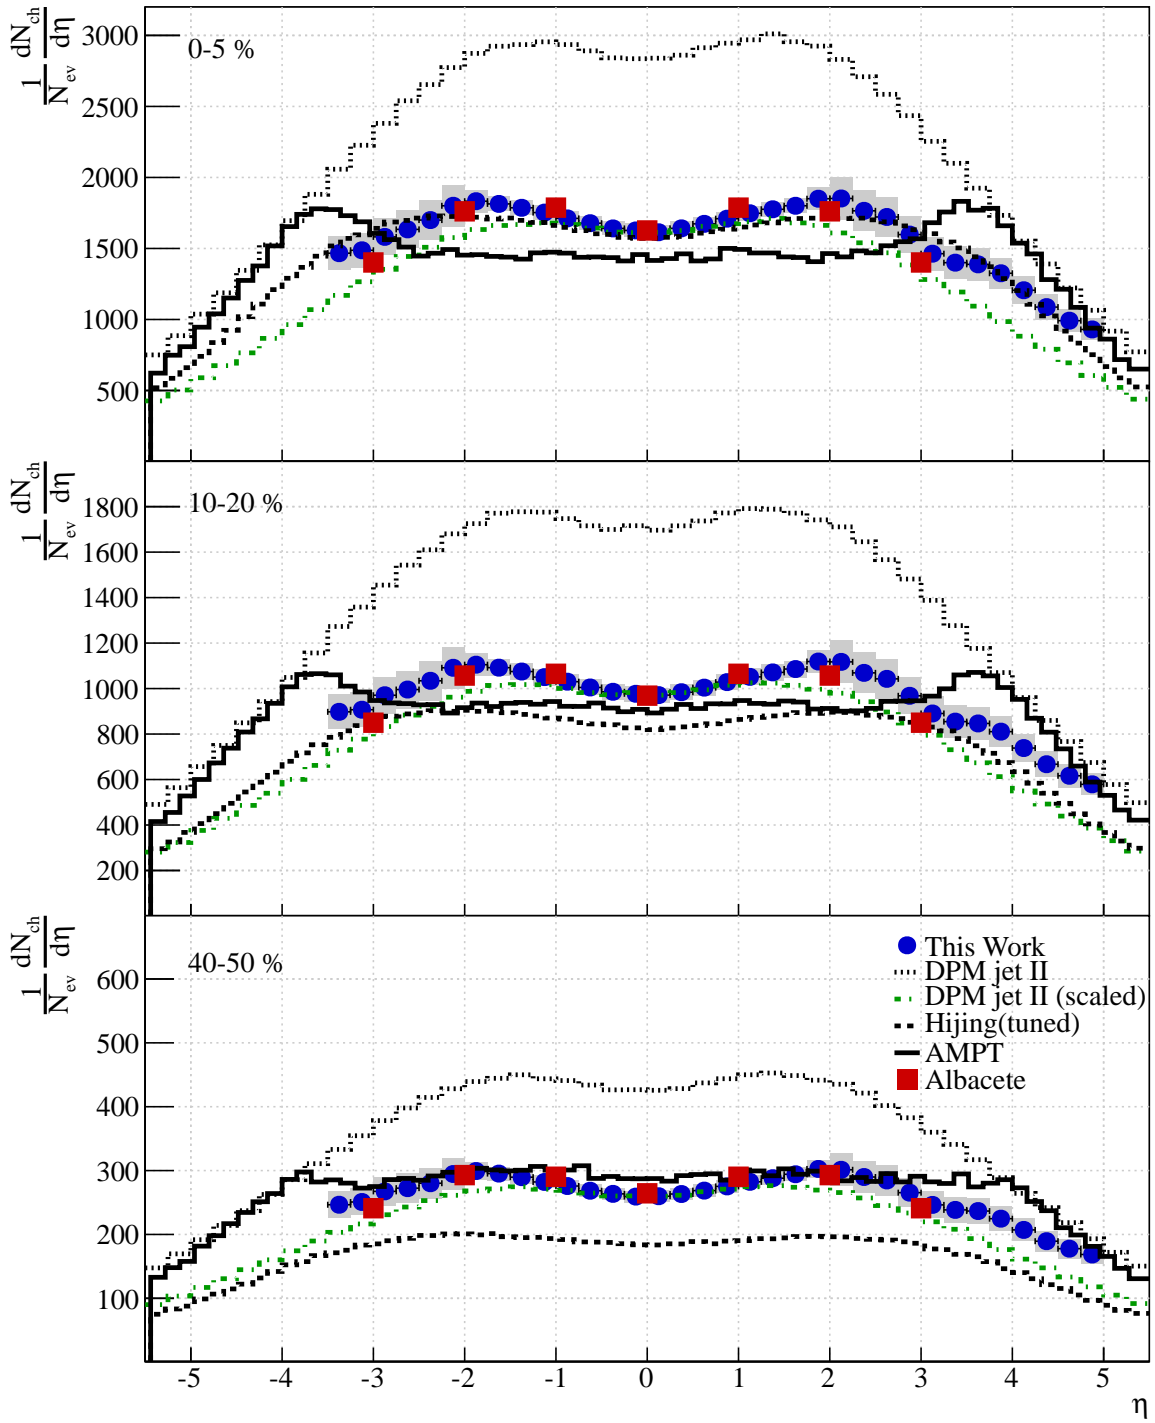 1/N_ev dN_ch/dη
0-5 %
3000
2500
2000
1500
1000
500
1/N_ev dN_ch/dη
10-20 %
1800
1600
1400
1200
1000
800
600
400
200
1/N_ev dN_ch/dη
40-50 %
600
500
400
300
200
100
This Work
DPM jet II
DPM jet II (scaled)
Hijing(tuned)
AMPT
Albacete
-5 -4 -3 -2 -1 0 1 2 3 4 5
η